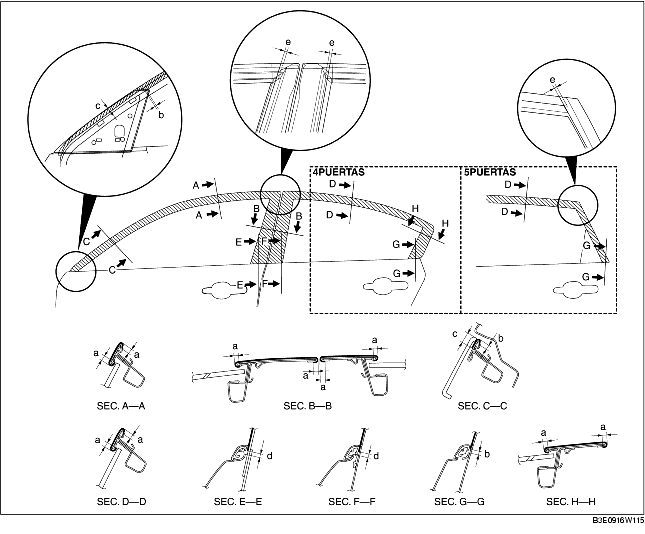 e e
c
b
e
4PUERTAS
5PUERTAS
A
D
D
A
B
B
D
H
H
D
C
C
E
F
G
G
E
F
G
G
a a
SEC. A—A
a a
a
a
SEC. B—B
c b
SEC. C—C
a a
SEC. D—D
d
SEC. E—E
d
SEC. F—F
b
SEC. G—G
a a
SEC. H—H
B3E0916W115